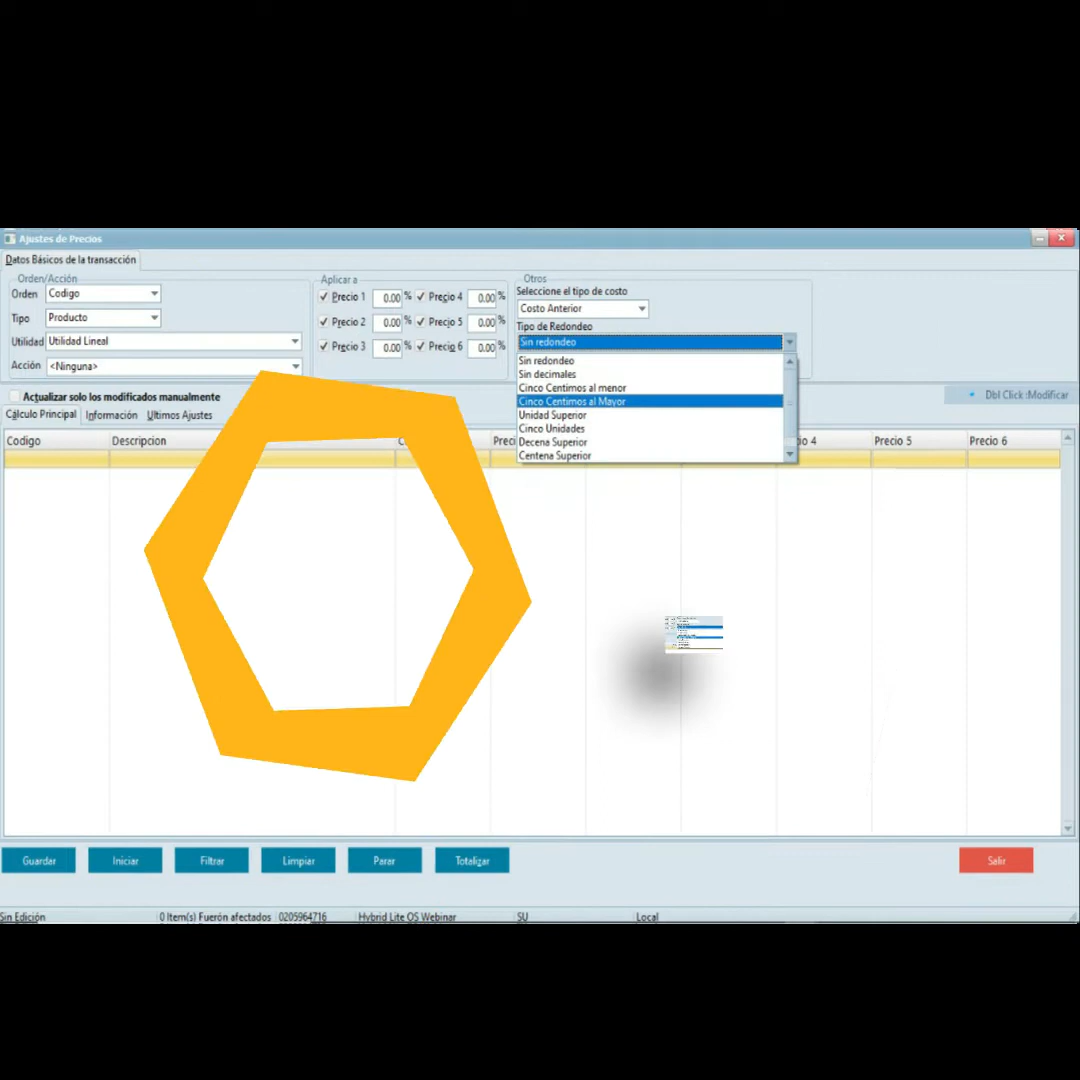 Ajustes de Precios
Datos Básicos de la transacción
Orden/Acción
Orden Codigo
Tipo Producto
Utilidad Utilidad Lineal
Acción <Ninguna>
Aplicar a
Precio 1 0.00 % Precio 4 0.00 %
Precio 2 0.00 % Precio 5 0.00 %
Precio 3 0.00 % Precio 6 0.00 %
Otros
Seleccione el tipo de costo
Costo Anterior
Tipo de Redondeo
Sin redondeo
Sin redondeo
Sin decimales
Cinco Centimos al menor
Cinco Centimos al Mayor
Unidad Superior
Cinco Unidades
Decena Superior
Centena Superior
Actualizar solo los modificados manualmente
Dbl Click :Modificar
Cálculo Principal Información Ultimos Ajustes
Codigo Descripcion Precio 5 Precio 6
Guardar Iniciar Filtrar Limpiar Parar Totalizar Salir
Sin Edición 0 Item(s) Fuerón afectados 0205964716 Hybrid Lite OS Webinar SU Local